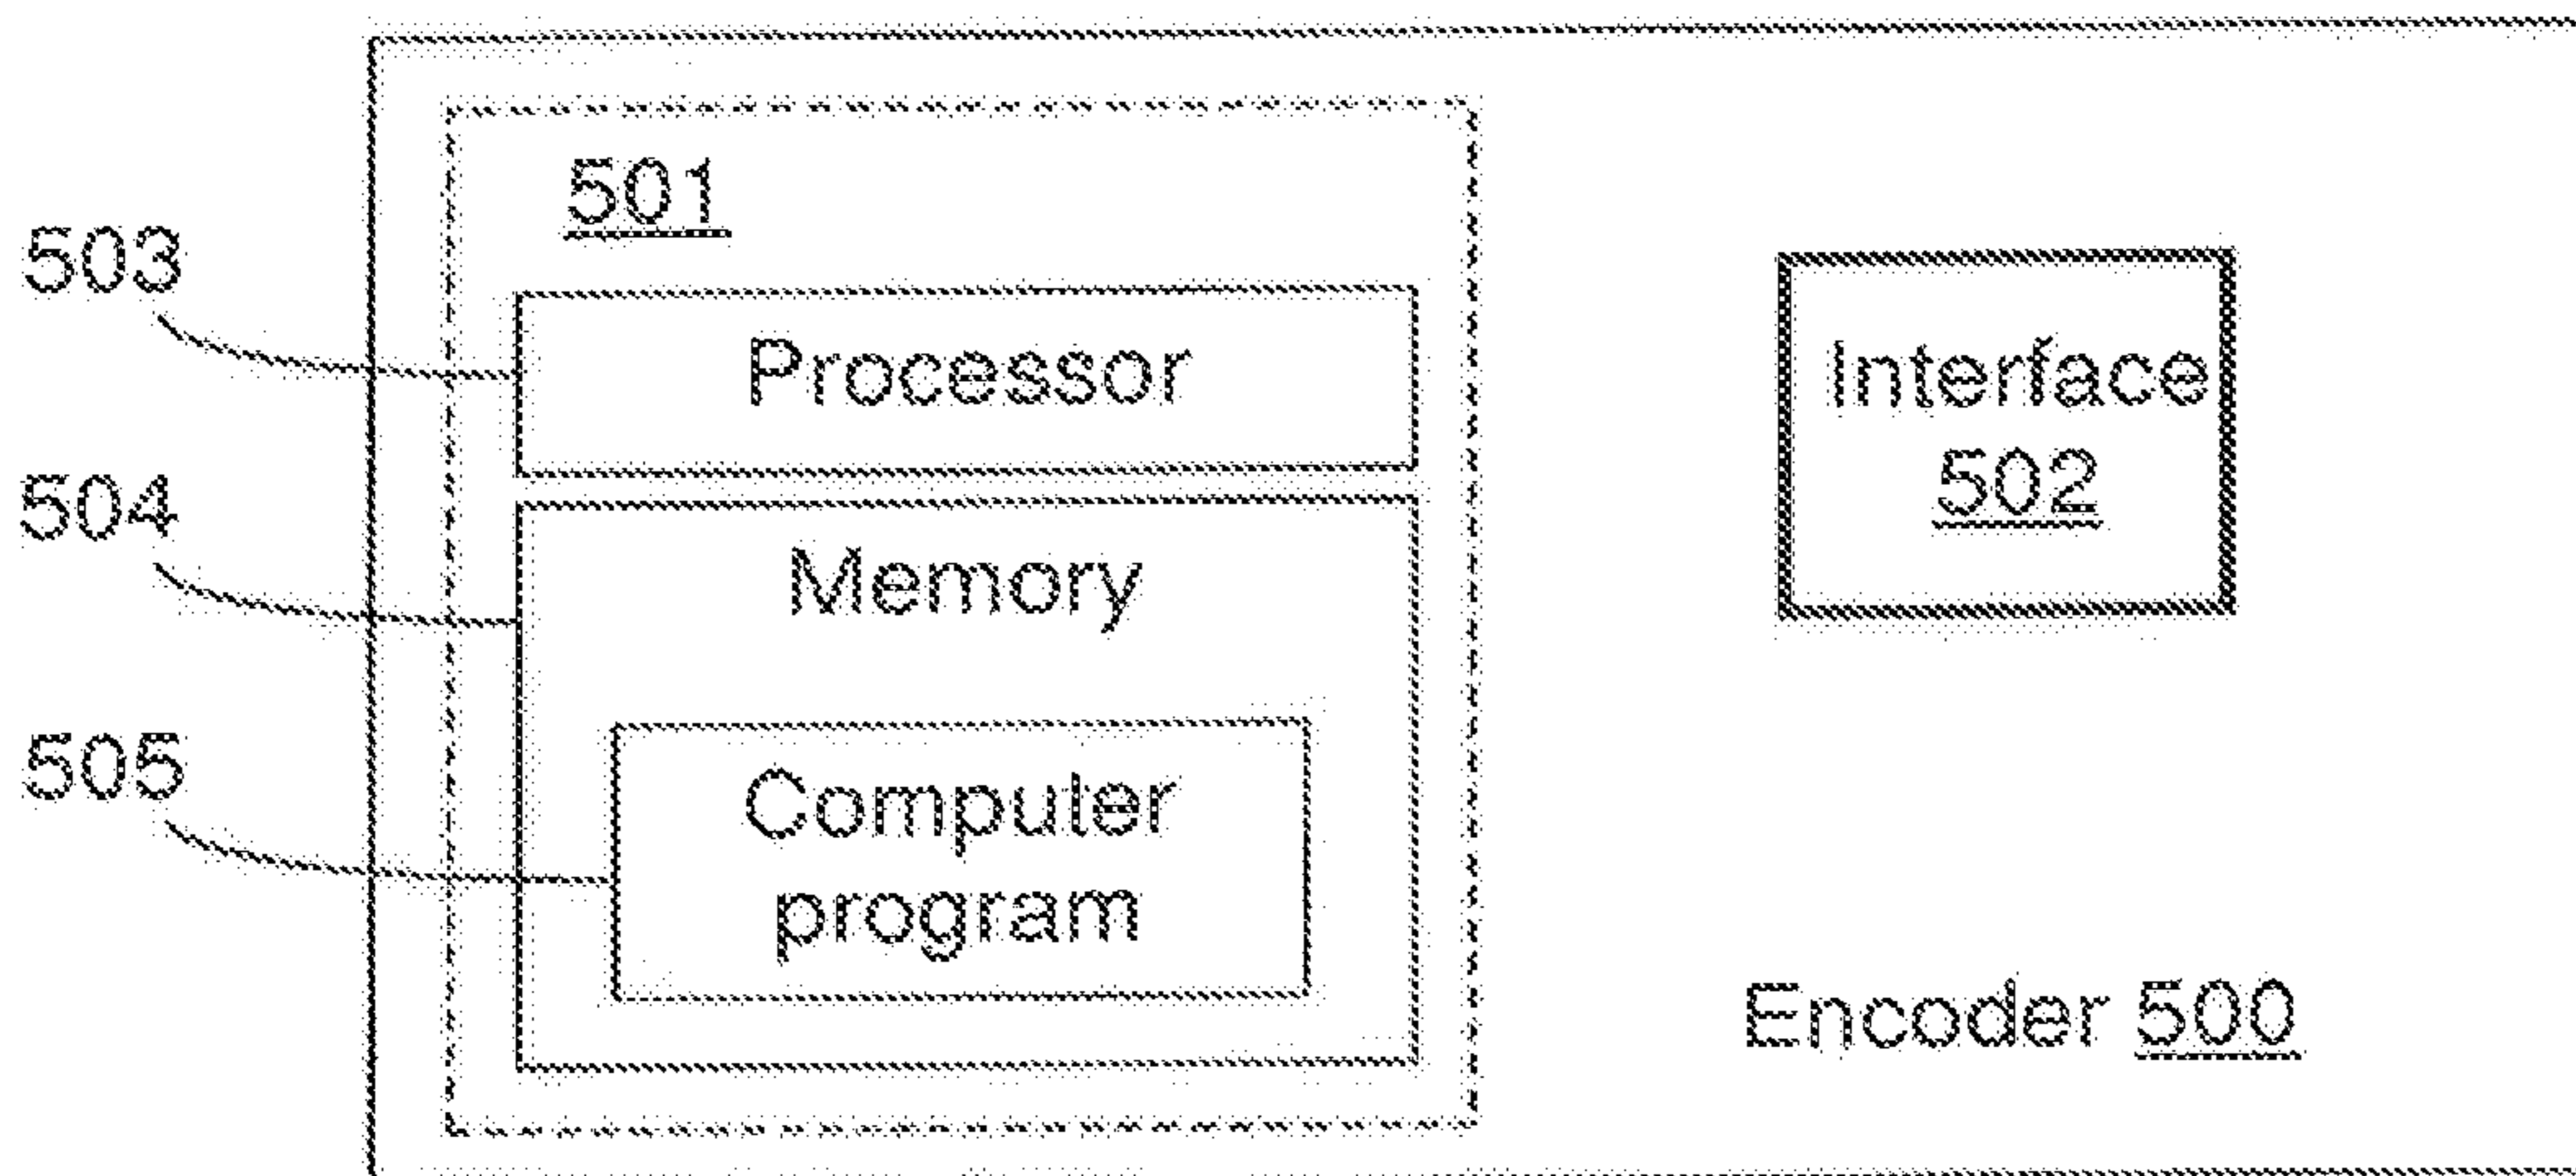 501
503
Processor
Interface
502
504
Memory
505
Computer
program
Encoder 500